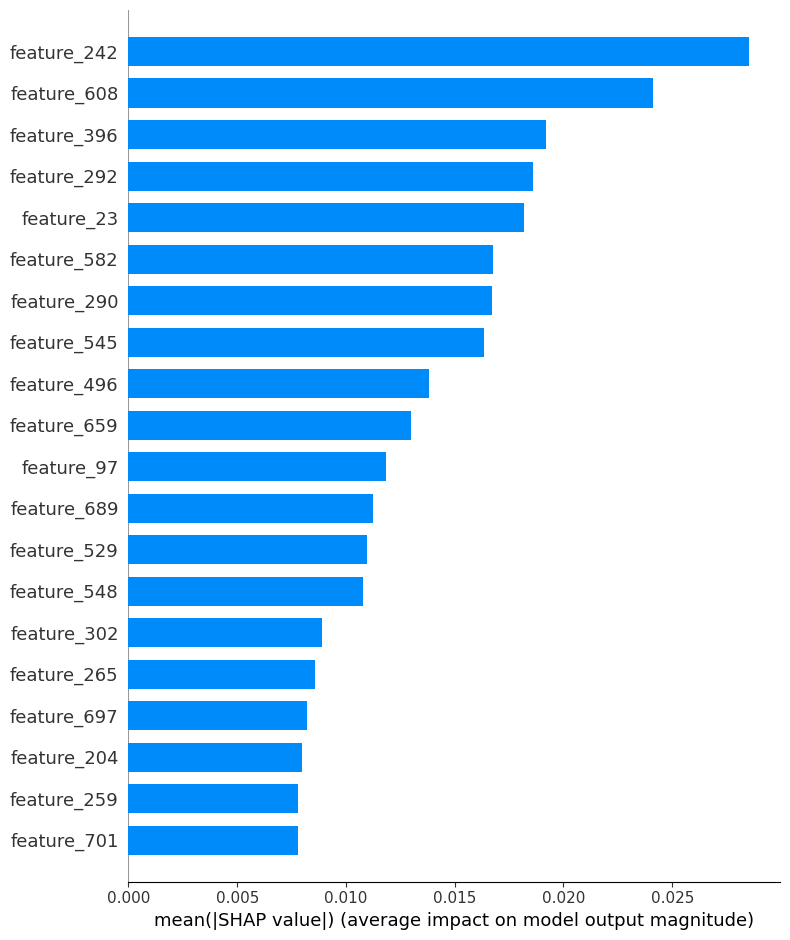 feature_242
feature_608
feature_396
feature_292
feature_23
feature_582
feature_290
feature_545
feature_496
feature_659
feature_97
feature_689
feature_529
feature_548
feature_302
feature_265
feature_697
feature_204
feature_259
feature_701
0.000 0.005 0.010 0.015 0.020 0.025
mean(|SHAP value|) (average impact on model output magnitude)